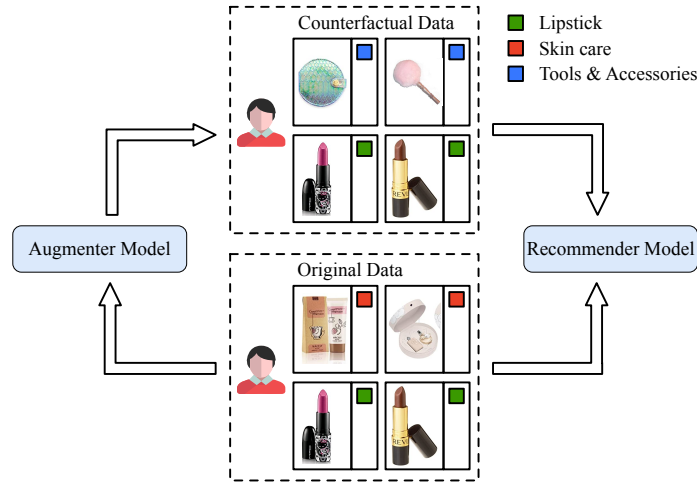 Counterfactual Data
Lipstick
Skin care
Tools & Accessories
Augmenter Model
Recommender Model
Original Data